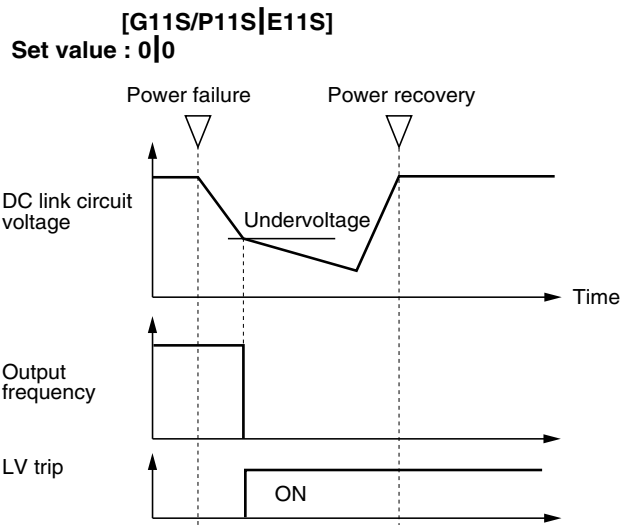 [G11S/P11S|E11S]
Set value : 0|0
Power failure
Power recovery
DC link circuit
voltage
Undervoltage
Time
Output
frequency
LV trip
ON